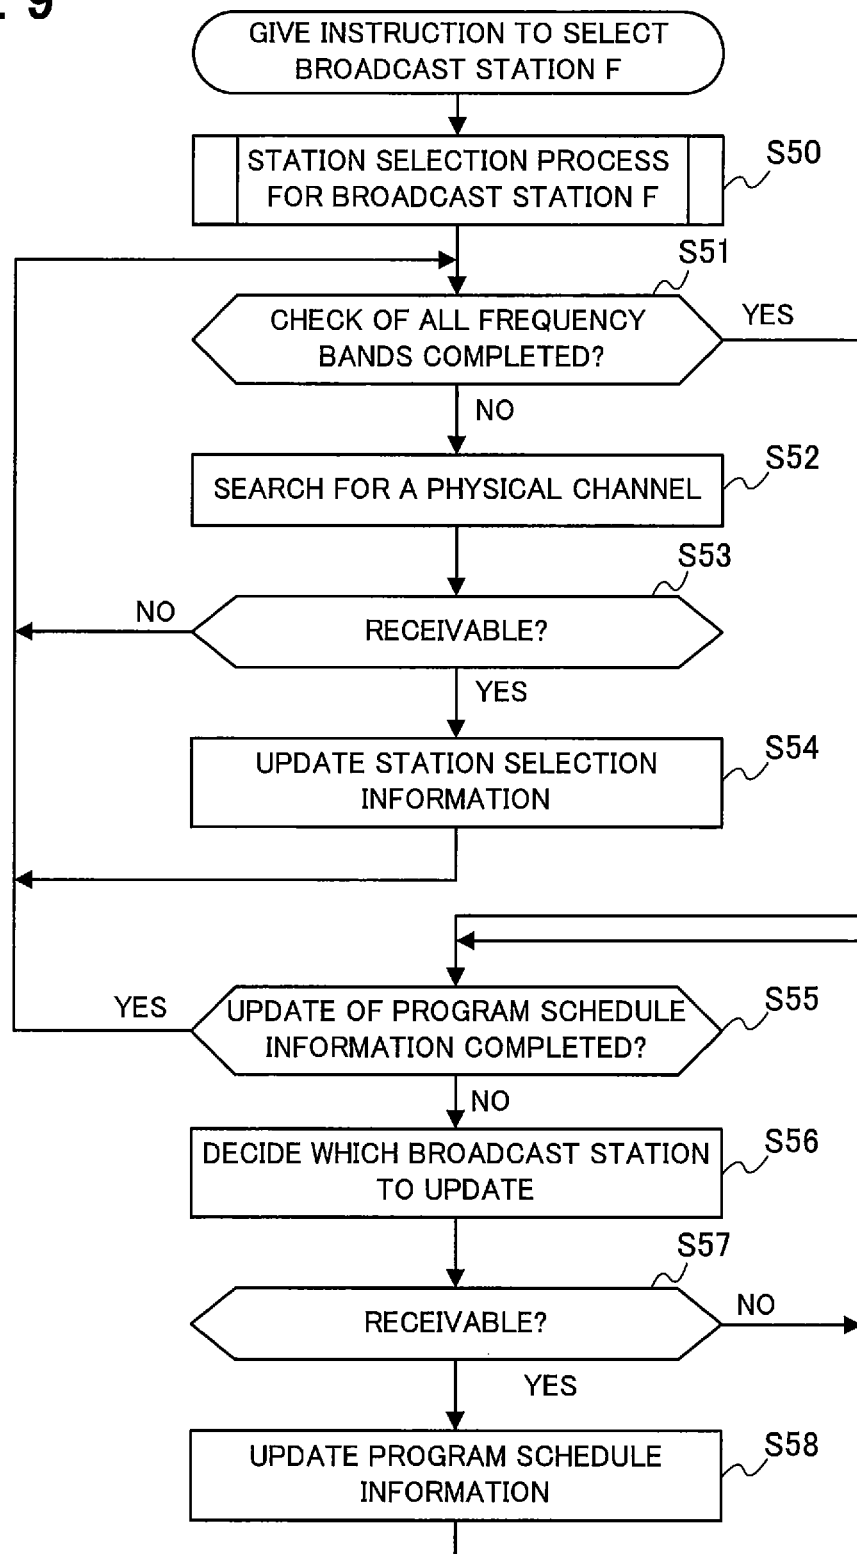 . 9
GIVE INSTRUCTION TO SELECT
BROADCAST STATION F
STATION SELECTION PROCESS
FOR BROADCAST STATION F
S50
S51
CHECK OF ALL FREQUENCY
BANDS COMPLETED?
YES
NO
SEARCH FOR A PHYSICAL CHANNEL
S52
S53
RECEIVABLE?
NO
YES
UPDATE STATION SELECTION
INFORMATION
S54
UPDATE OF PROGRAM SCHEDULE
INFORMATION COMPLETED?
S55
YES
NO
DECIDE WHICH BROADCAST STATION
TO UPDATE
S56
S57
RECEIVABLE?
NO
YES
UPDATE PROGRAM SCHEDULE
INFORMATION
S58